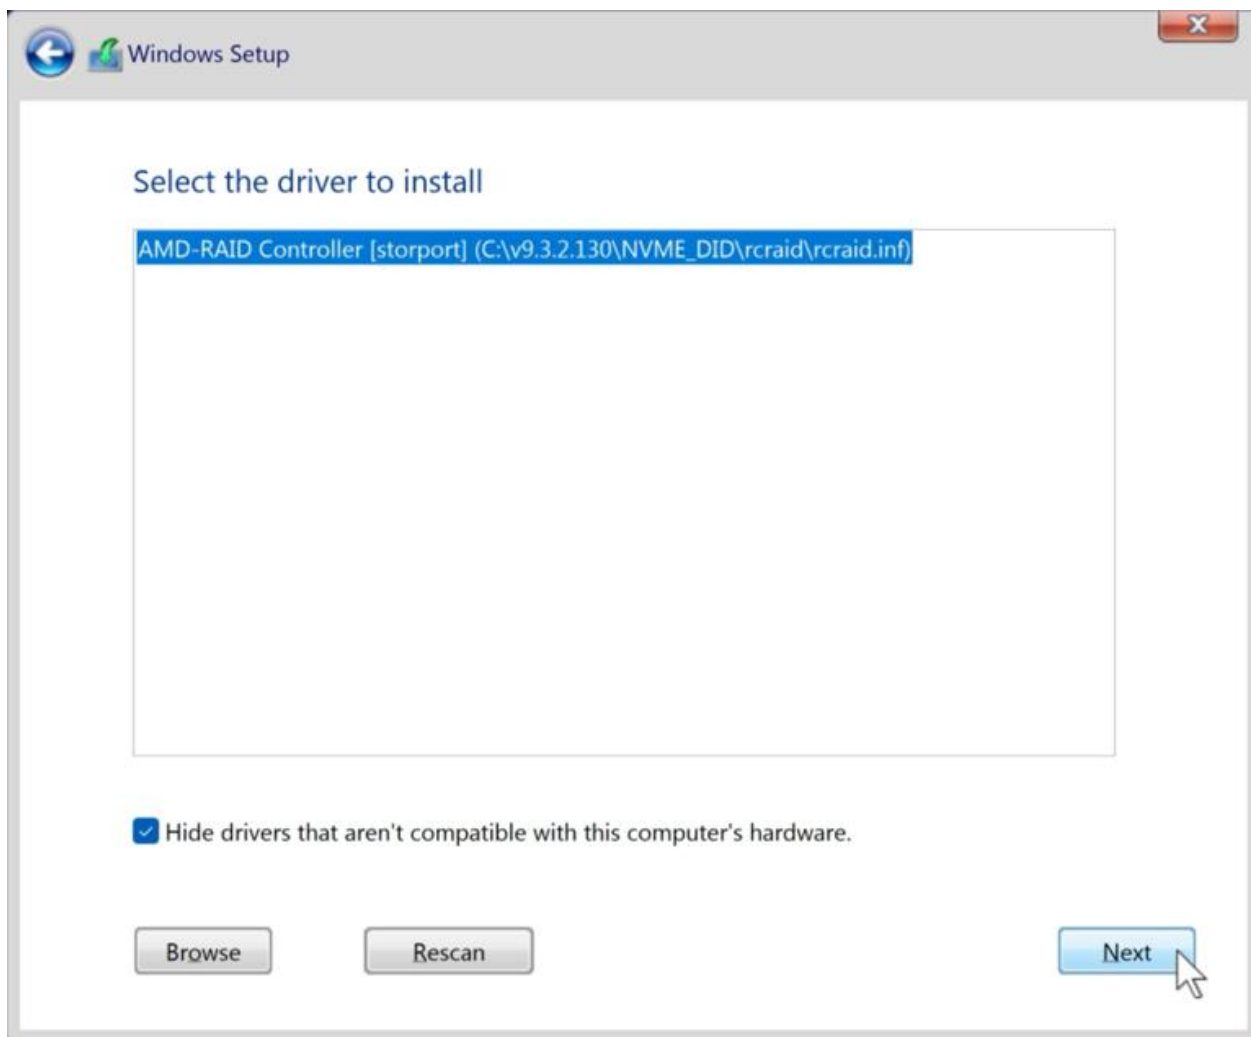 Windows Setup
Select the driver to install
AMD-RAID Controller [storport] (C:\v9.3.2.130\NVME_DID\rcraid\rcraid.inf)
Hide drivers that aren't compatible with this computer's hardware.
Browse Rescan Next